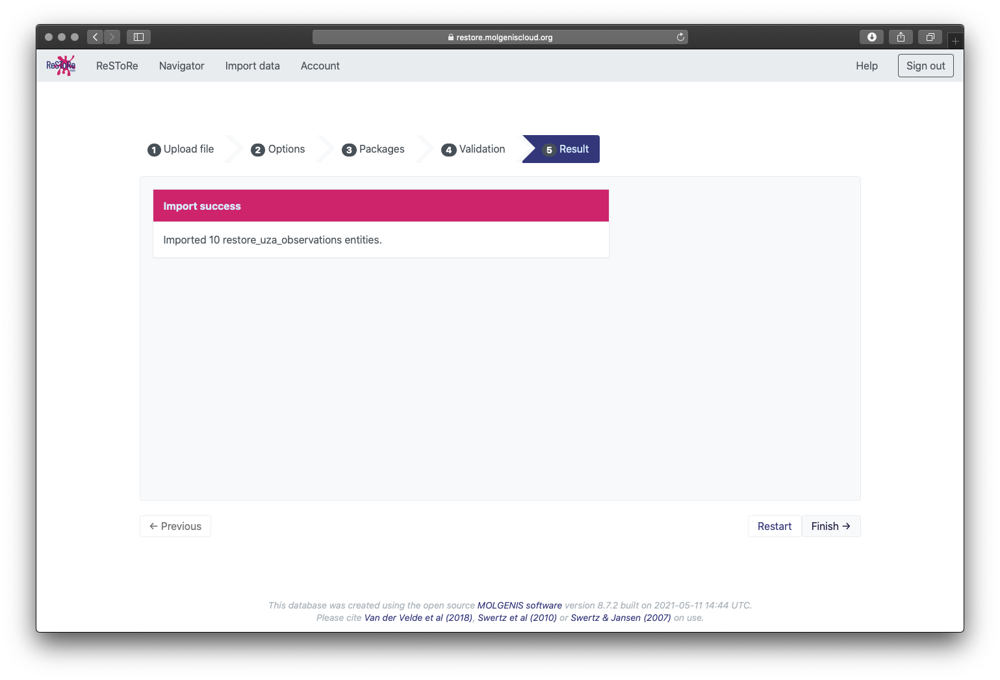 restore.molgeniscloud.org
ReSToRe ReSToRe Navigator Import data Account Help Sign out
1 Upload file 2 Options 3 Packages 4 Validation 5 Result
Import success
Imported 10 restore_uza_observations entities.
← Previous Restart Finish →
This database was created using the open source MOLGENIS software version 8.7.2 built on 2021-05-11 14:44 UTC.
Please cite Van der Velde et al (2018), Swertz et al (2010) or Swertz & Jansen (2007) on use.